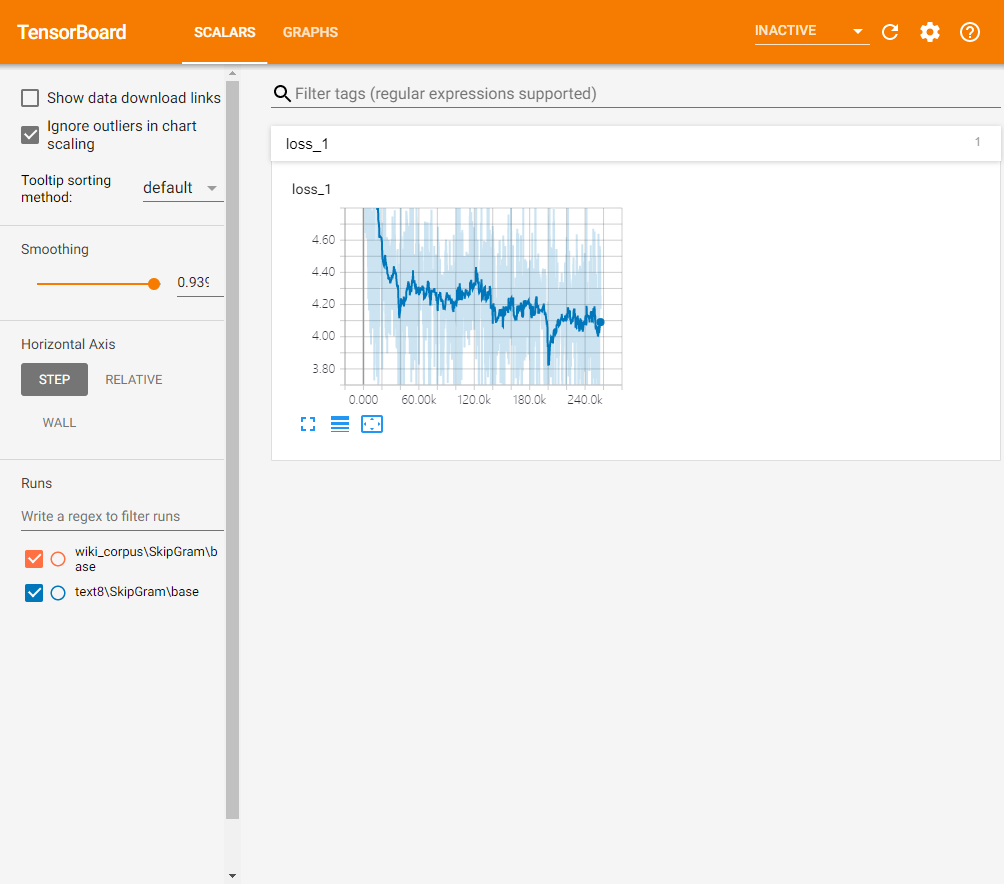 TensorBoard SCALARS GRAPHS INACTIVE
Show data download links
Ignore outliers in chart
scaling
Tooltip sorting
method:
default
Smoothing
0.939
Horizontal Axis
STEP RELATIVE
WALL
Runs
Write a regex to filter runs
wiki_corpus\SkipGram\b
ase
text8\SkipGram\base
Filter tags (regular expressions supported)
loss_1 1
loss_1
4.60
4.40
4.20
4.00
3.80
0.000 60.00k 120.0k 180.0k 240.0k